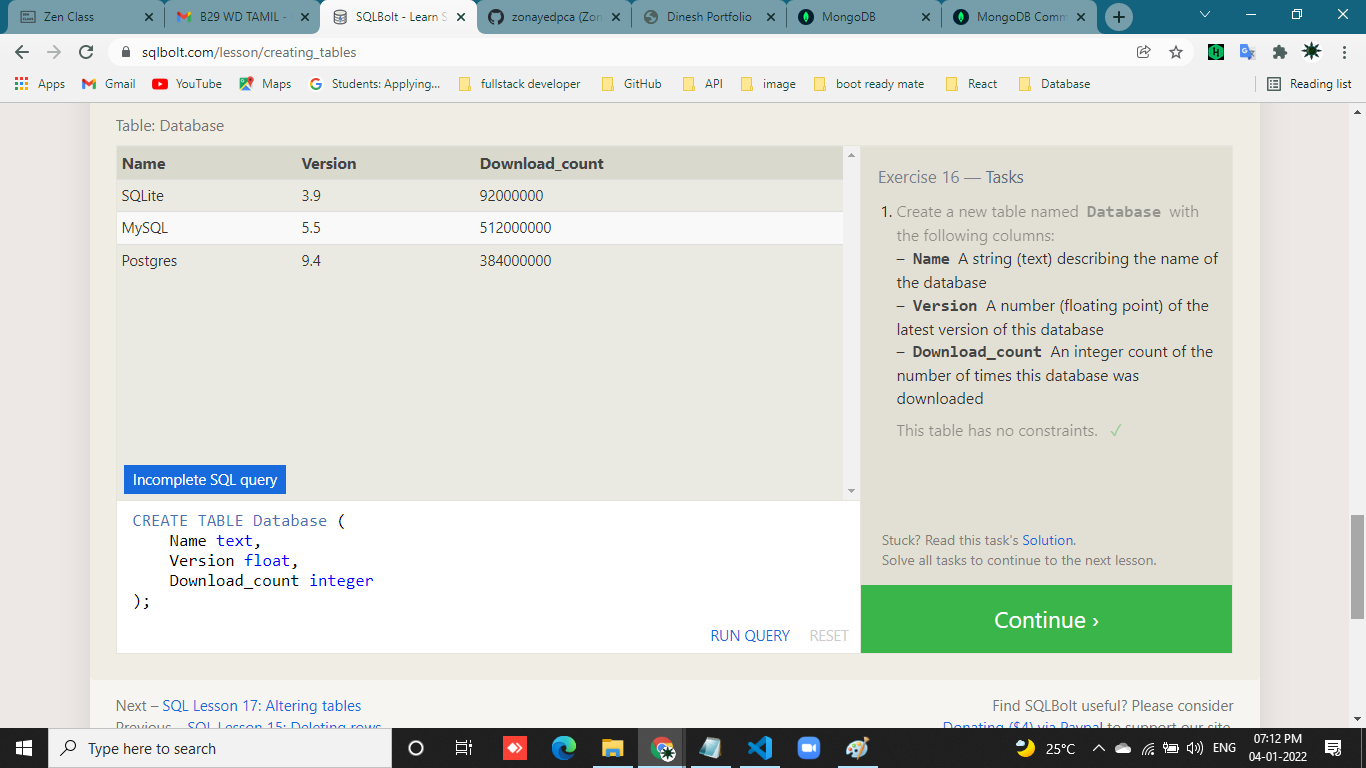 Zen Class
B29 WD TAMIL -
SQLBolt - Learn S
zonayedpca (Zon
Dinesh Portfolio
MongoDB
MongoDB Comm
sqlbolt.com/lesson/creating_tables
Apps
Gmail
YouTube
Maps
Students: Applying...
fullstack developer
GitHub
API
image
boot ready mate
React
Database
Reading list
Table: Database
Name Version Download_count
SQLite 3.9 92000000
MySQL 5.5 512000000
Postgres 9.4 384000000
Incomplete SQL query
CREATE TABLE Database (
Name text,
Version float,
Download_count integer
);
RUN QUERY RESET
Exercise 16 — Tasks
1. Create a new table named Database with
the following columns:
– Name A string (text) describing the name of
the database
– Version A number (floating point) of the
latest version of this database
– Download_count An integer count of the
number of times this database was
downloaded
This table has no constraints. ✓
Stuck? Read this task's Solution.
Solve all tasks to continue to the next lesson.
Continue ›
Next – SQL Lesson 17: Altering tables
Previous – SQL Lesson 15: Deleting rows
Find SQLBolt useful? Please consider
Donating ($4) via Paypal to support our site.
Type here to search
25°C
ENG
07:12 PM
04-01-2022